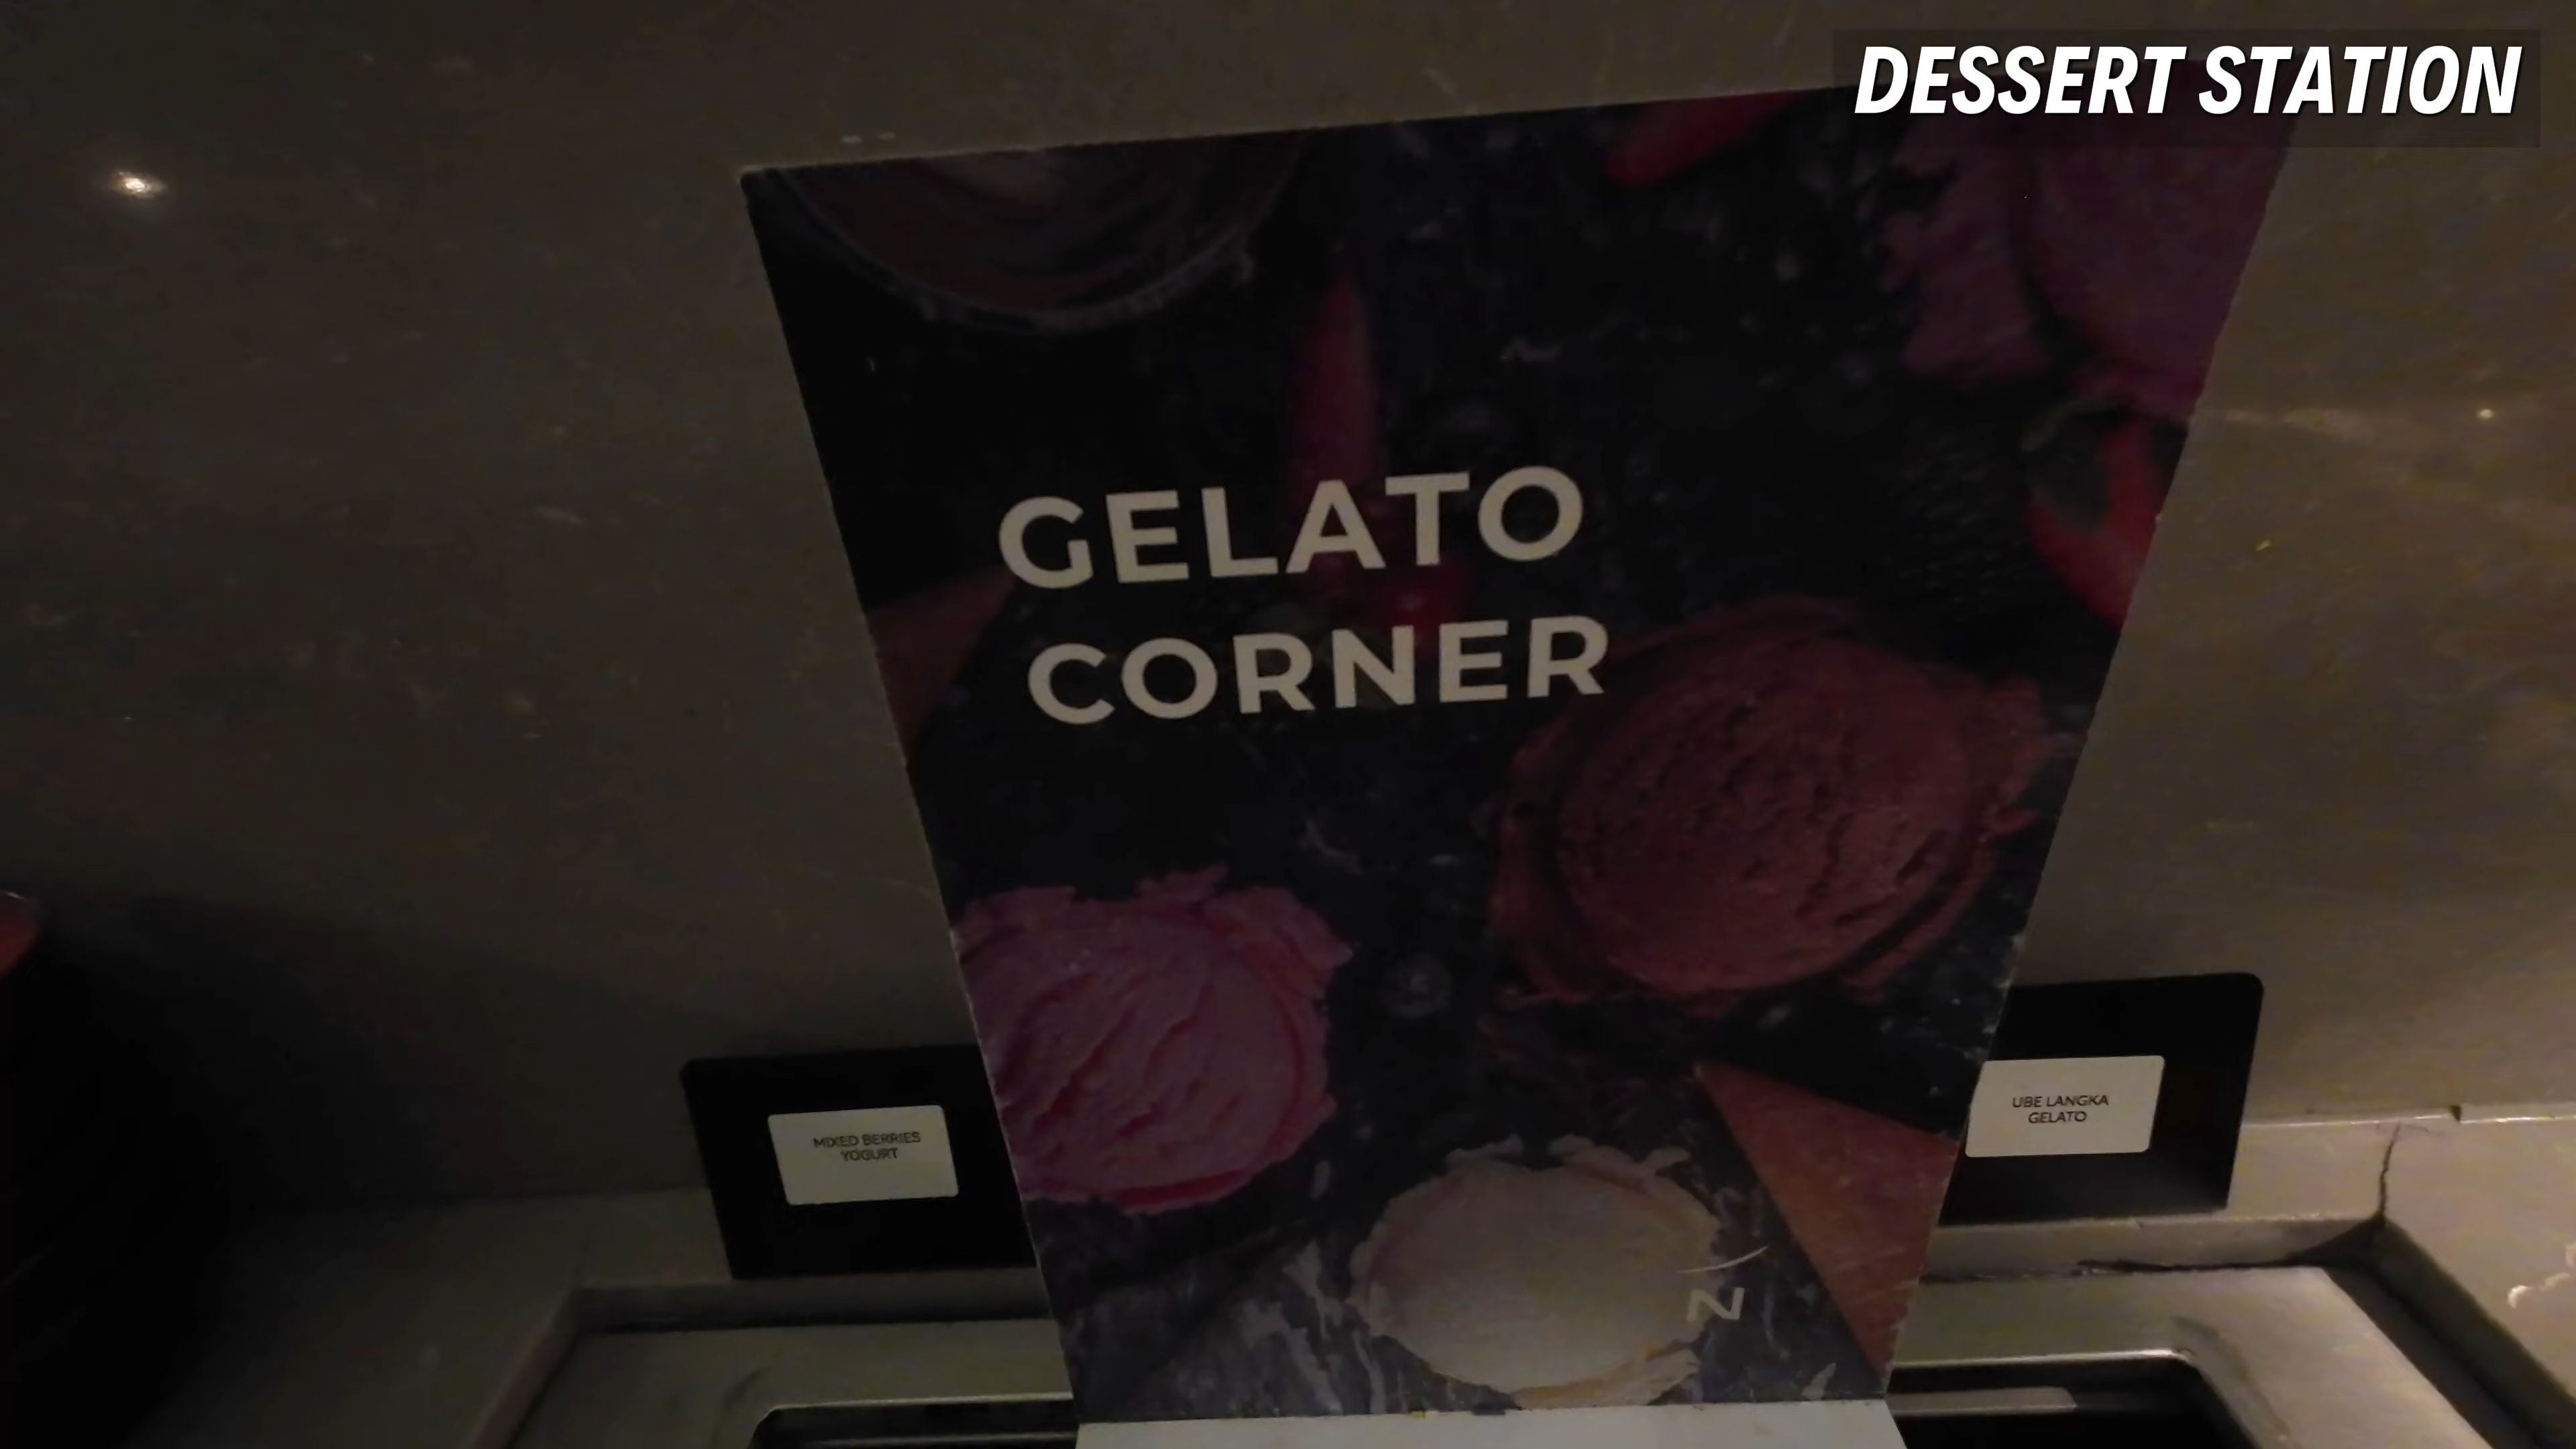 DESSERT STATION
GELATO
CORNER
MIXED BERRIES
YOGURT
UBE LANGKA
GELATO
N